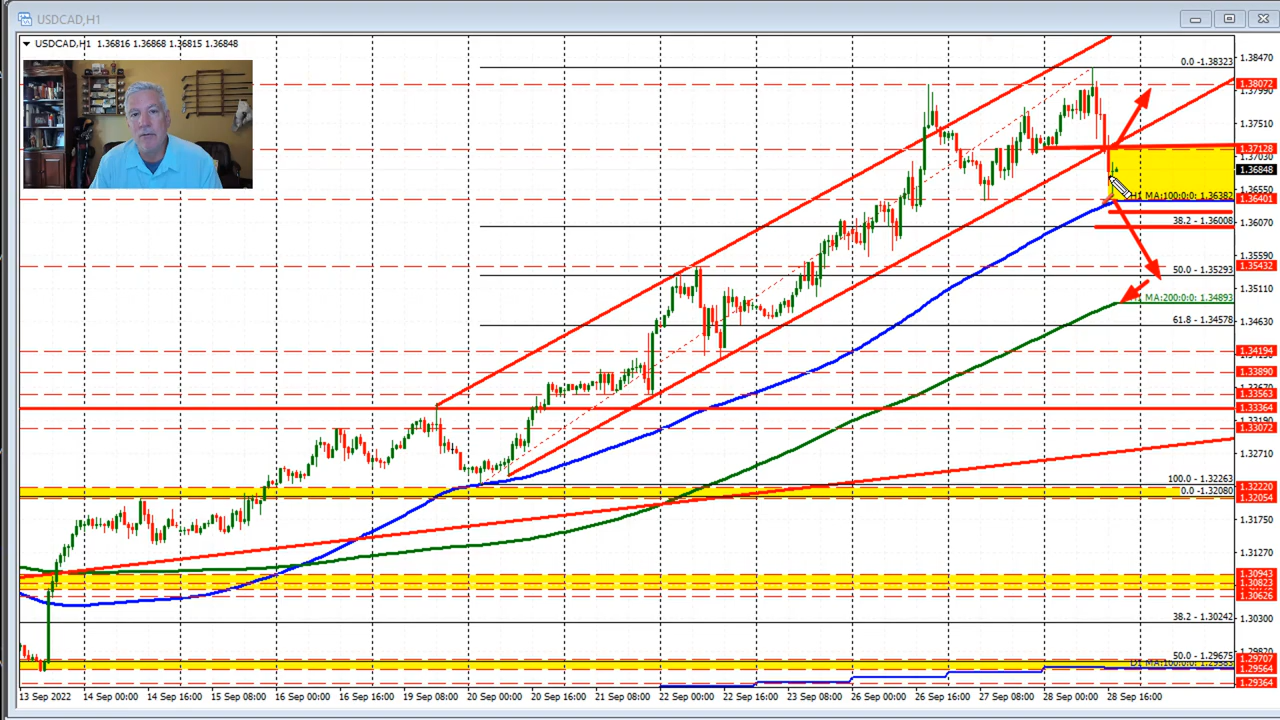 USDCAD,H1
USDCAD,H1 1.36816 1.36868 1.36815 1.36848
0.0 - 1.38323
1.38470
1.38072
1.37990
1.37510
1.37128
1.37030
1.36848
1.36550
H1 MA:100:0:0: 1.36382
1.36401
38.2 - 1.36008
1.36070
1.35590
1.35432
50.0 - 1.35293
1.35110
H1 MA:200:0:0: 1.34893
61.8 - 1.34578
1.34630
1.34194
1.33890
1.33670
1.33563
1.33364
1.33190
1.33072
1.32710
100.0 - 1.32263
1.32220
0.0 - 1.32080
1.32054
1.31750
1.31270
1.30943
1.30823
1.30626
38.2 - 1.30242
1.30300
50.0 - 1.29675
1.29707
1.29564
1.29364
13 Sep 2022 14 Sep 00:00 14 Sep 16:00 15 Sep 08:00 16 Sep 00:00 16 Sep 16:00 19 Sep 08:00 20 Sep 00:00 20 Sep 16:00 21 Sep 08:00 22 Sep 00:00 22 Sep 16:00 23 Sep 08:00 26 Sep 00:00 26 Sep 16:00 27 Sep 08:00 28 Sep 00:00 28 Sep 16:00